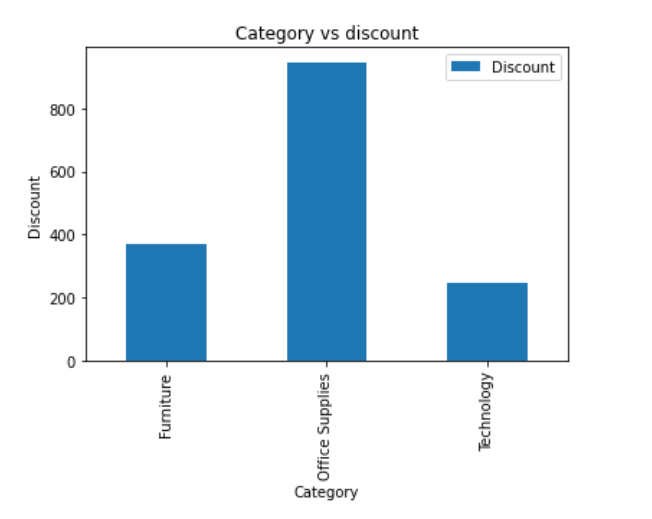 Category vs discount
Discount
Discount
800
600
400
200
0
Furniture
Office Supplies
Technology
Category